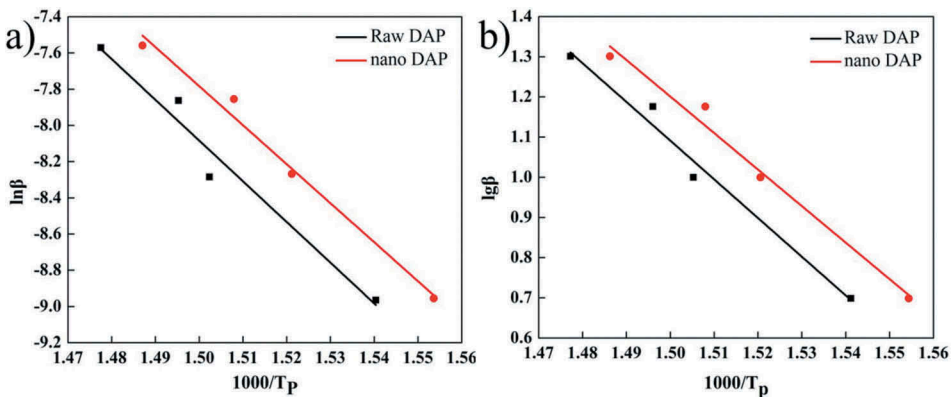 a)
-7.4
-7.6
-7.8
-8.0
-8.2
-8.4
-8.6
-8.8
-9.0
-9.2
lnβ
Raw DAP
nano DAP
1.47 1.48 1.49 1.50 1.51 1.52 1.53 1.54 1.55 1.56
1000/TP
b)
1.4
1.3
1.2
1.1
1.0
0.9
0.8
0.7
0.6
lgβ
Raw DAP
nano DAP
1.47 1.48 1.49 1.50 1.51 1.52 1.53 1.54 1.55 1.56
1000/Tp